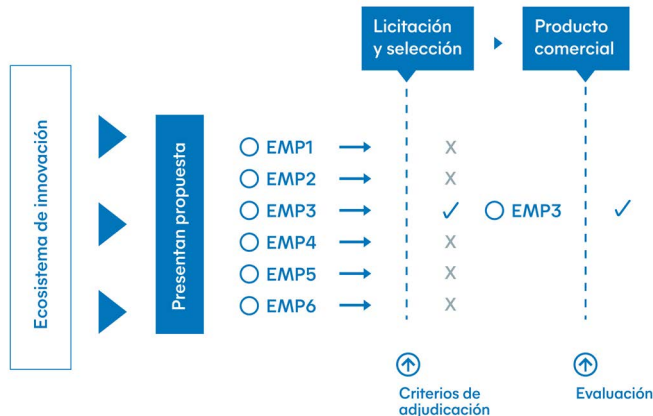 Licitación
y selección
Producto
comercial
Ecosistema de innovación
Presentan propuesta
EMP1
X
EMP2
X
EMP3
EMP3
EMP4
X
EMP5
X
EMP6
X
Criterios de
adjudicación
Evaluación